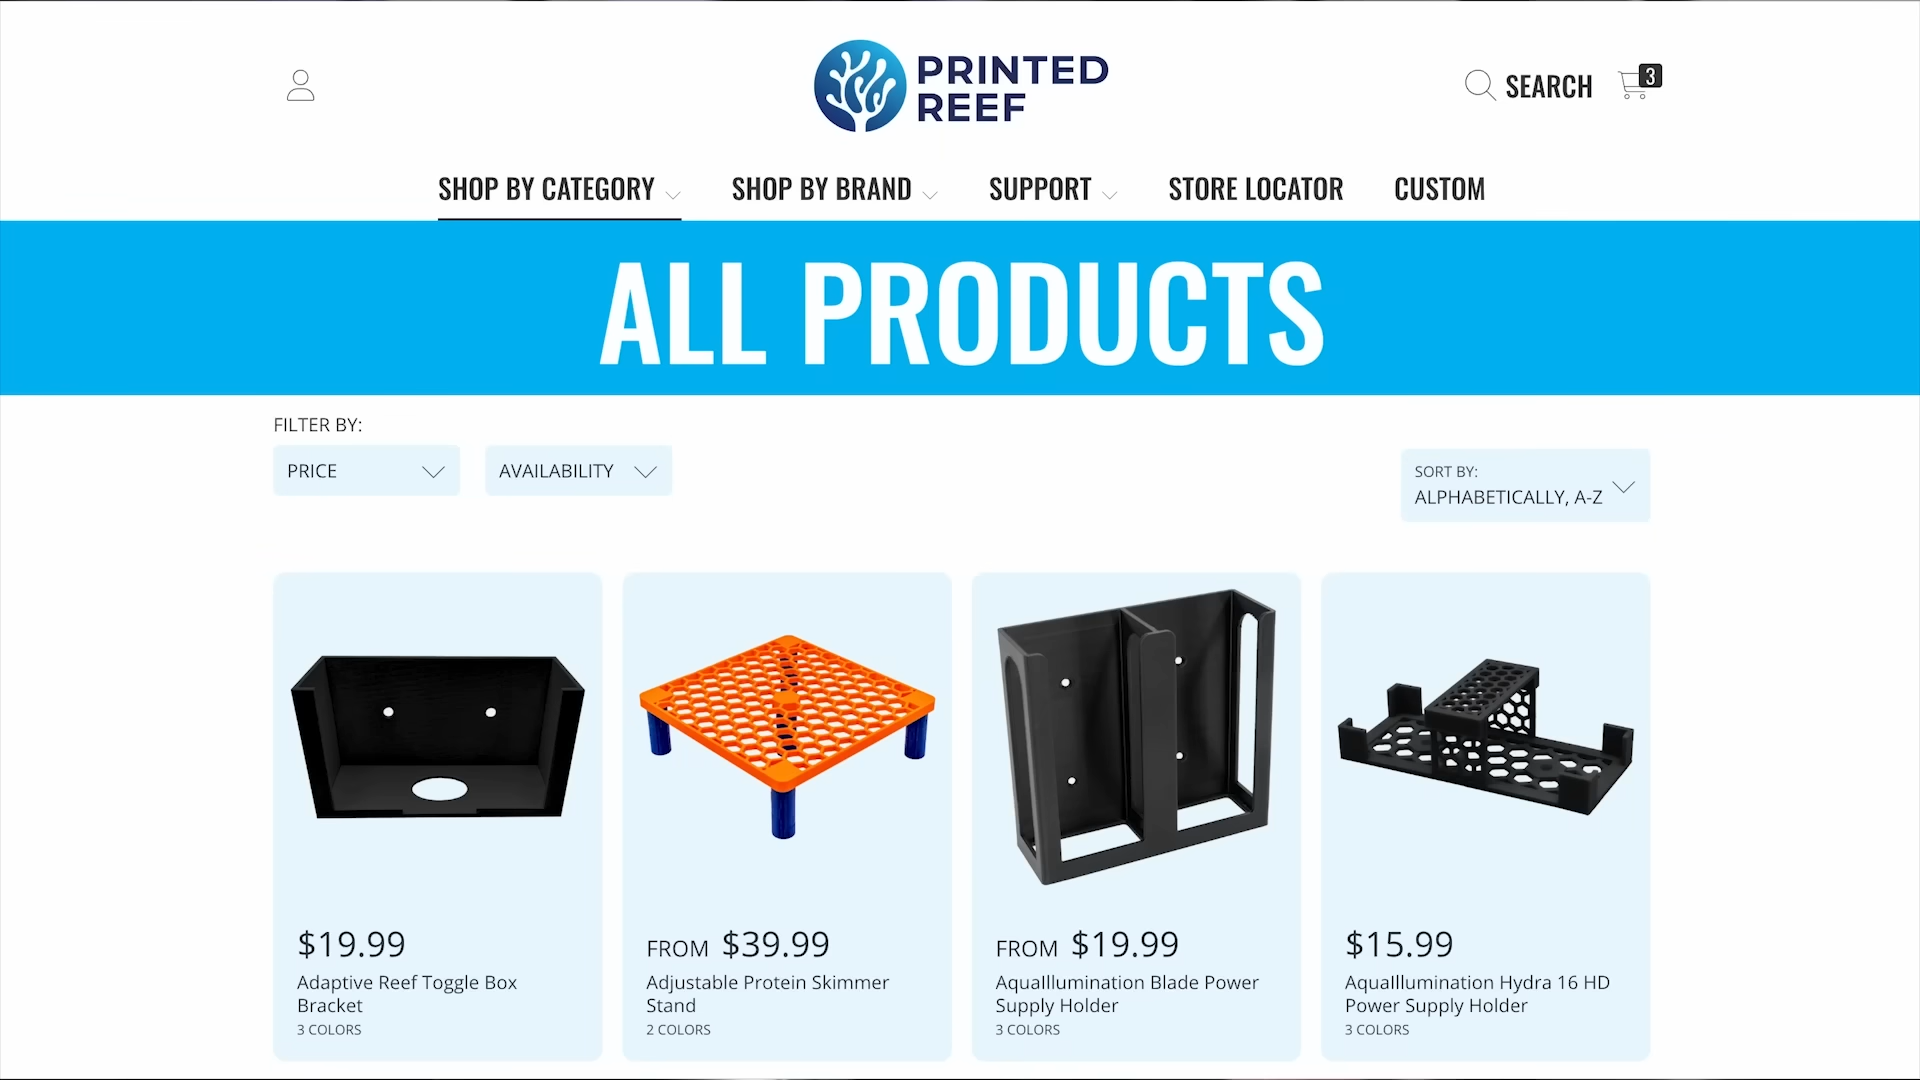 PRINTED
REEF
SEARCH
3
SHOP BY CATEGORY
SHOP BY BRAND
SUPPORT
STORE LOCATOR
CUSTOM
ALL PRODUCTS
FILTER BY:
PRICE
AVAILABILITY
SORT BY:
ALPHABETICALLY, A-Z
$19.99
Adaptive Reef Toggle Box
Bracket
3 COLORS
FROM $39.99
Adjustable Protein Skimmer
Stand
2 COLORS
FROM $19.99
AquaIllumination Blade Power
Supply Holder
3 COLORS
$15.99
AquaIllumination Hydra 16 HD
Power Supply Holder
3 COLORS